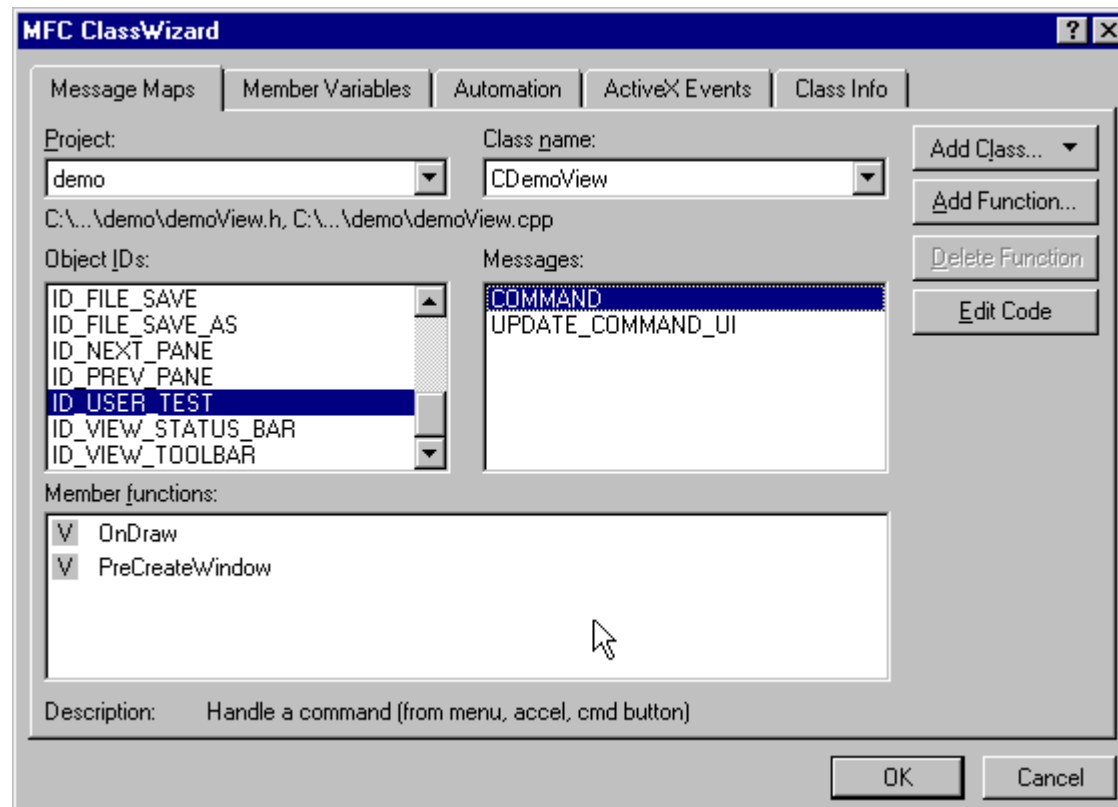 MFC ClassWizard
Message Maps
Member Variables
Automation
ActiveX Events
Class Info
Project:
Class name:
demo
CDemoView
Add Class...
Add Function...
Delete Function
Edit Code
C:\...\demo\demoView.h, C:\...\demo\demoView.cpp
Object IDs:
Messages:
ID_FILE_SAVE
ID_FILE_SAVE_AS
ID_NEXT_PANE
ID_PREV_PANE
ID_USER_TEST
ID_VIEW_STATUS_BAR
ID_VIEW_TOOLBAR
COMMAND
UPDATE_COMMAND_UI
Member functions:
V OnDraw
V PreCreateWindow
Description: Handle a command (from menu, accel, cmd button)
OK
Cancel